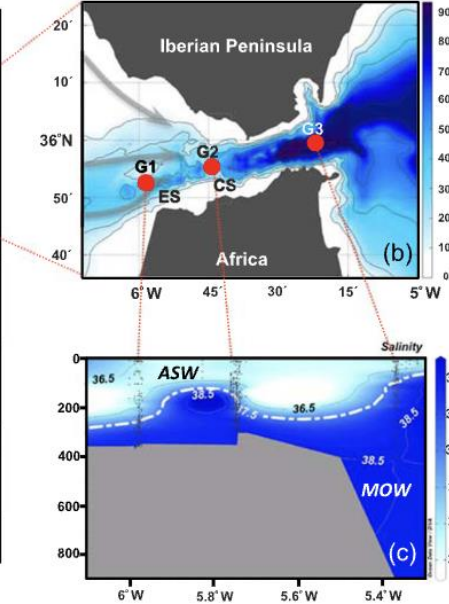 20´
Iberian Peninsula
10´
36°N
G1
G2
G3
50´
ES
CS
40´
Africa
(b)
6° W
45´
30´
15´
5° W
90
80
70
60
50
40
30
20
10
0
Salinity
0
200
400
600
800
36.5
ASW
38.5
37.5
36.5
38.5
38.5
MOW
(c)
6°W
5.8°W
5.6°W
5.4°W